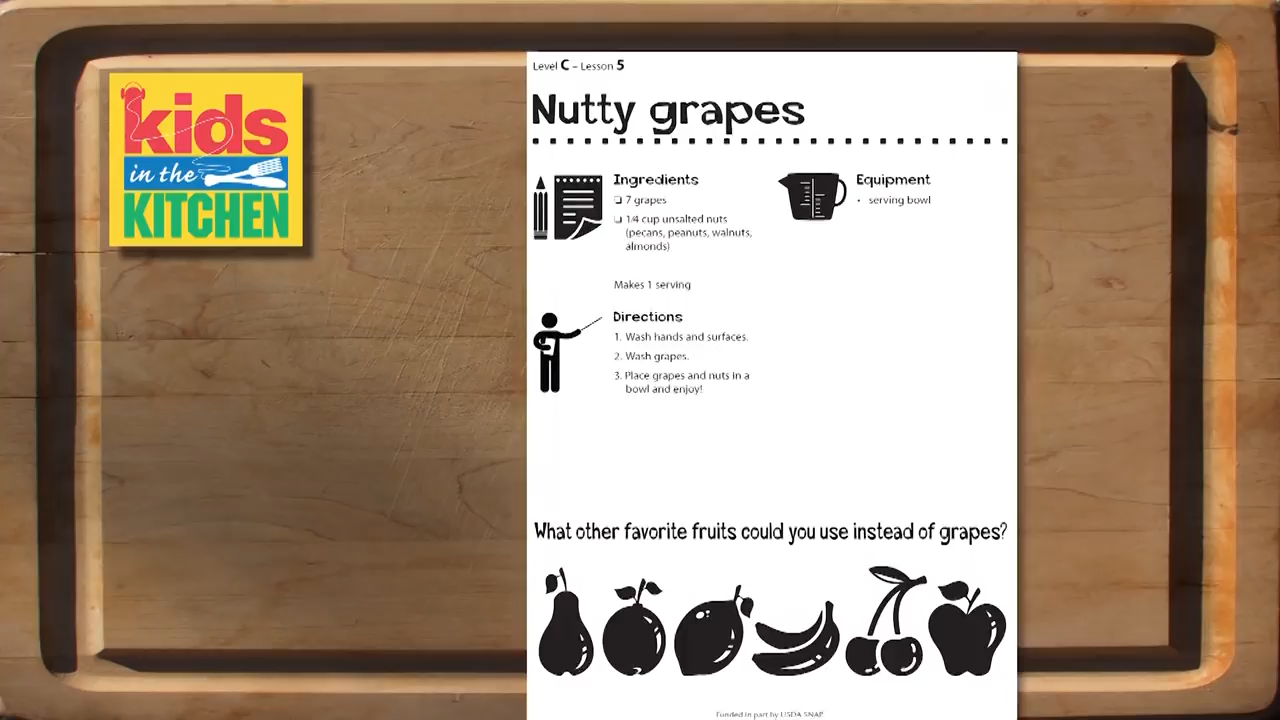 kids
in the
KITCHEN
Level C – Lesson 5
Nutty grapes
Ingredients
❑ 7 grapes
❑ 1/4 cup unsalted nuts
(pecans, peanuts, walnuts,
almonds)
Makes 1 serving
Equipment
• serving bowl
Directions
1. Wash hands and surfaces.
2. Wash grapes.
3. Place grapes and nuts in a
bowl and enjoy!
What other favorite fruits could you use instead of grapes?
Funded in part by USDA SNAP.